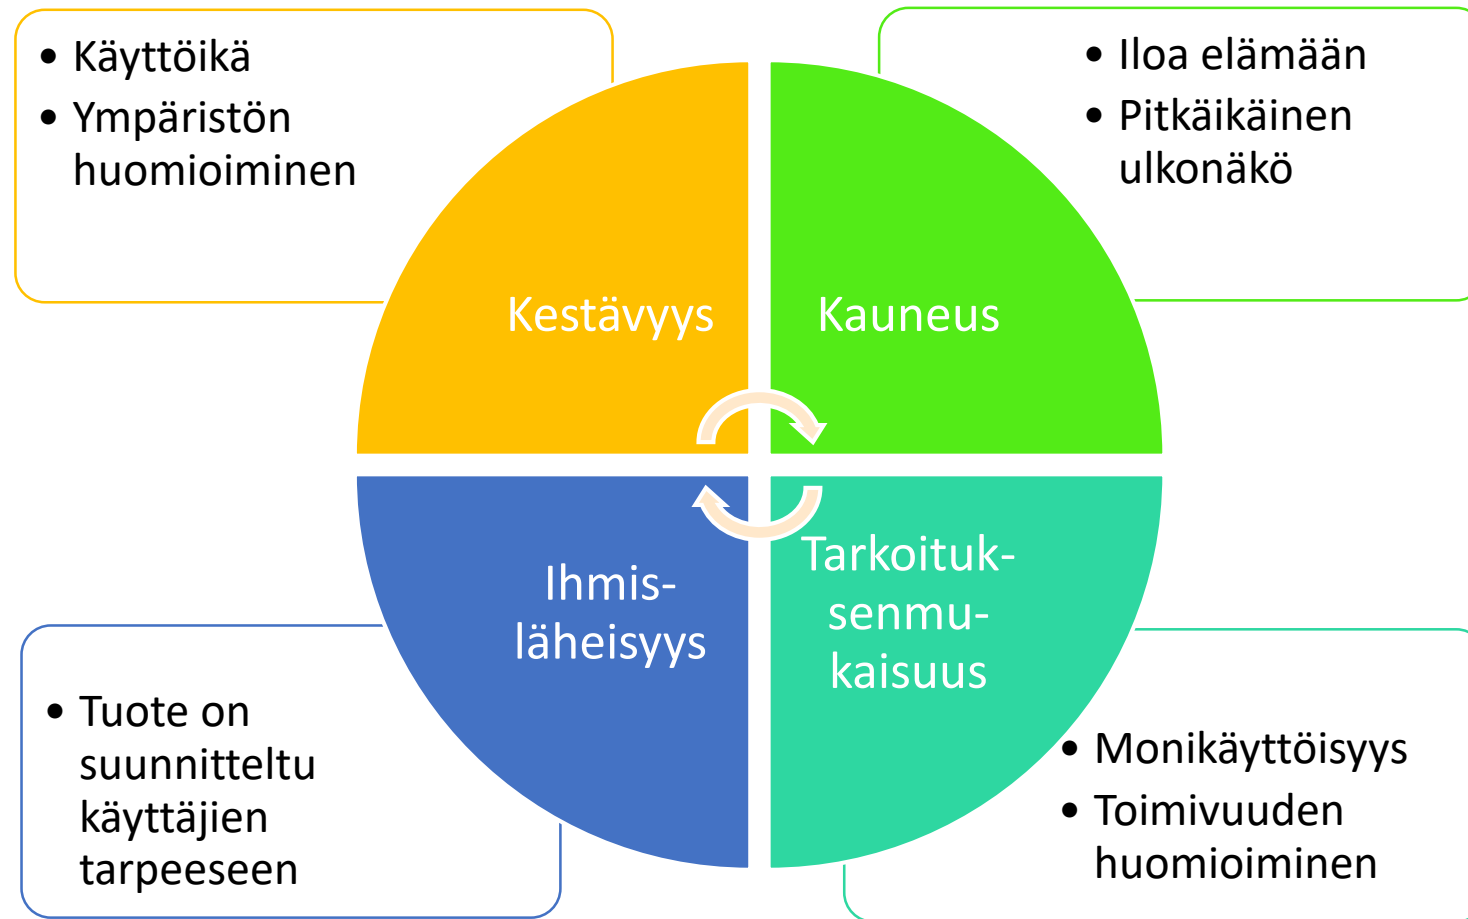 • Käyttöikä
• Ympäristön
huomioiminen
• Iloa elämään
• Pitkäikäinen
ulkonäkö
Kestävyys
Kauneus
Ihmis-
läheisyys
Tarkoituk-
senmu-
kaisuus
• Tuote on
suunnitteltu
käyttäjien
tarpeeseen
• Monikäyttöisyys
• Toimivuuden
huomioiminen